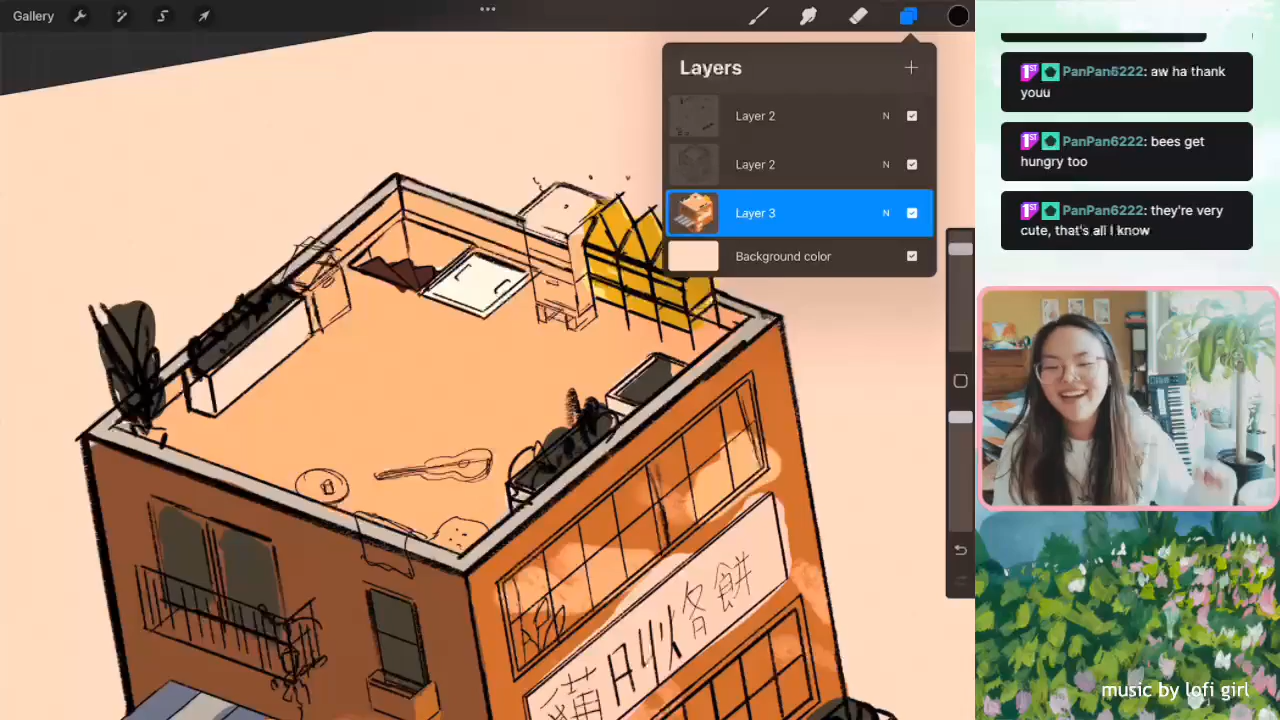 Gallery
Layers
Layer 2
N
Layer 2
N
Layer 3
N
Background color
PanPan6222: aw ha thank
youu
PanPan6222: bees get
hungry too
PanPan6222: they're very
cute, that's all I know
music by lofi girl